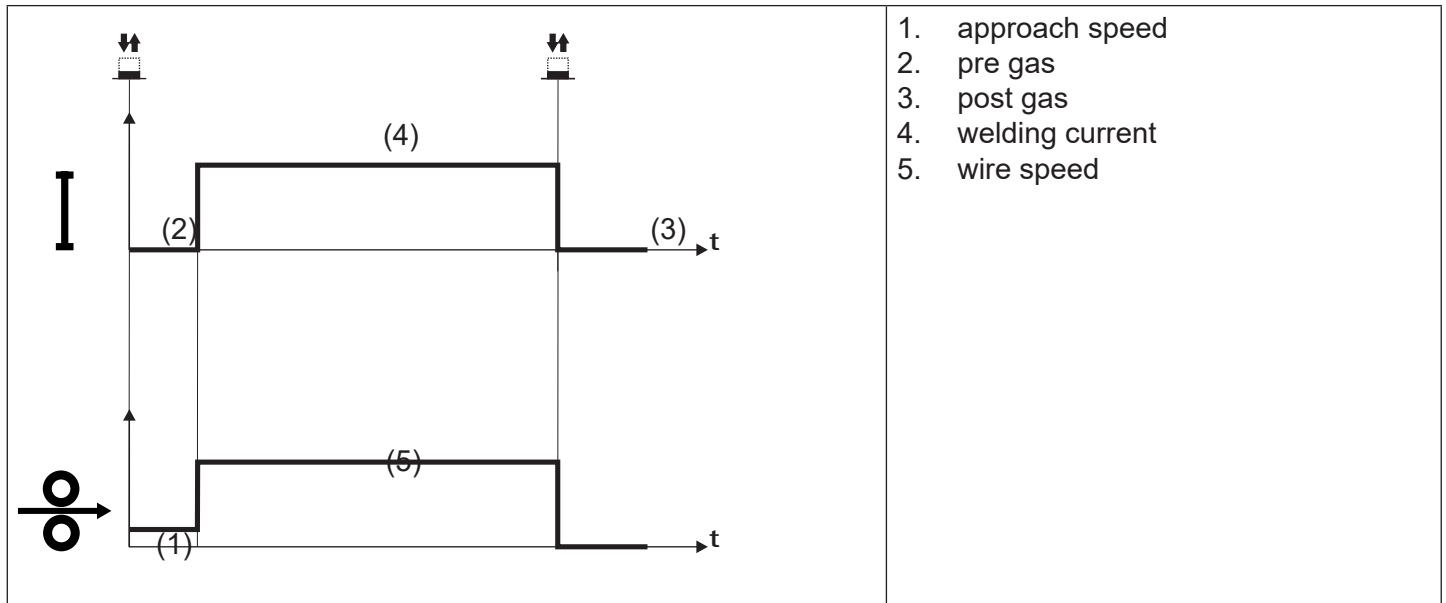 (4)
(2)
(3)
t
(5)
(1)
t
1. approach speed
2. pre gas
3. post gas
4. welding current
5. wire speed